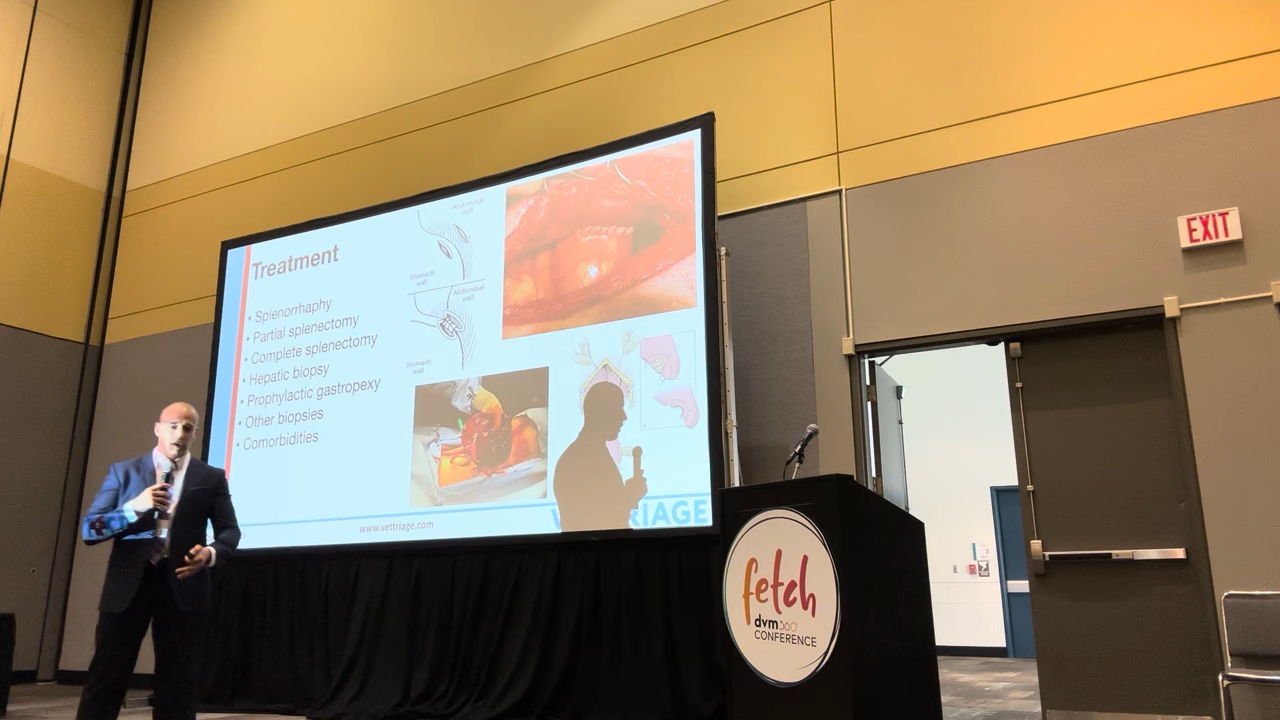 Treatment
• Splenorrhaphy
• Partial splenectomy
• Complete splenectomy
• Hepatic biopsy
• Prophylactic gastropexy
• Other biopsies
• Comorbidities
Abdominal
wall
Stomach
wall
Abdominal
wall
Stomach
wall
www.vettriage.com
RIAGE
EXIT
fetch
dvm360°
CONFERENCE